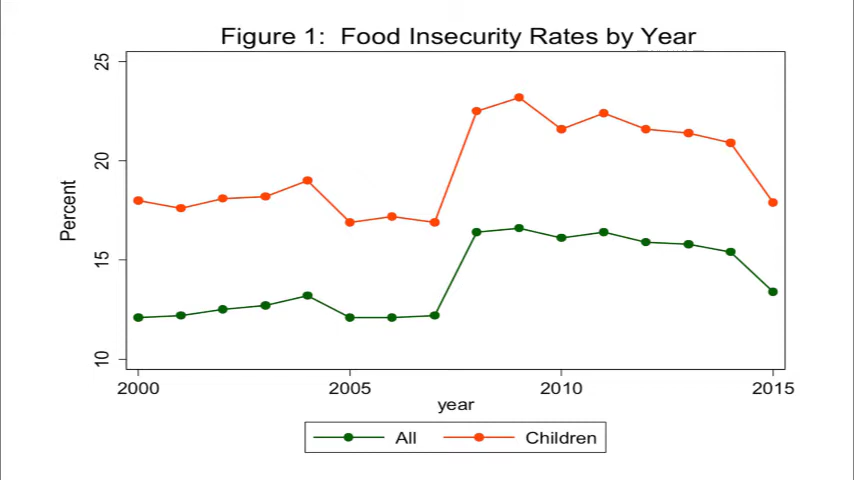 Figure 1: Food Insecurity Rates by Year
25
20
15
10
Percent
2000 2005 2010 2015
year
All Children